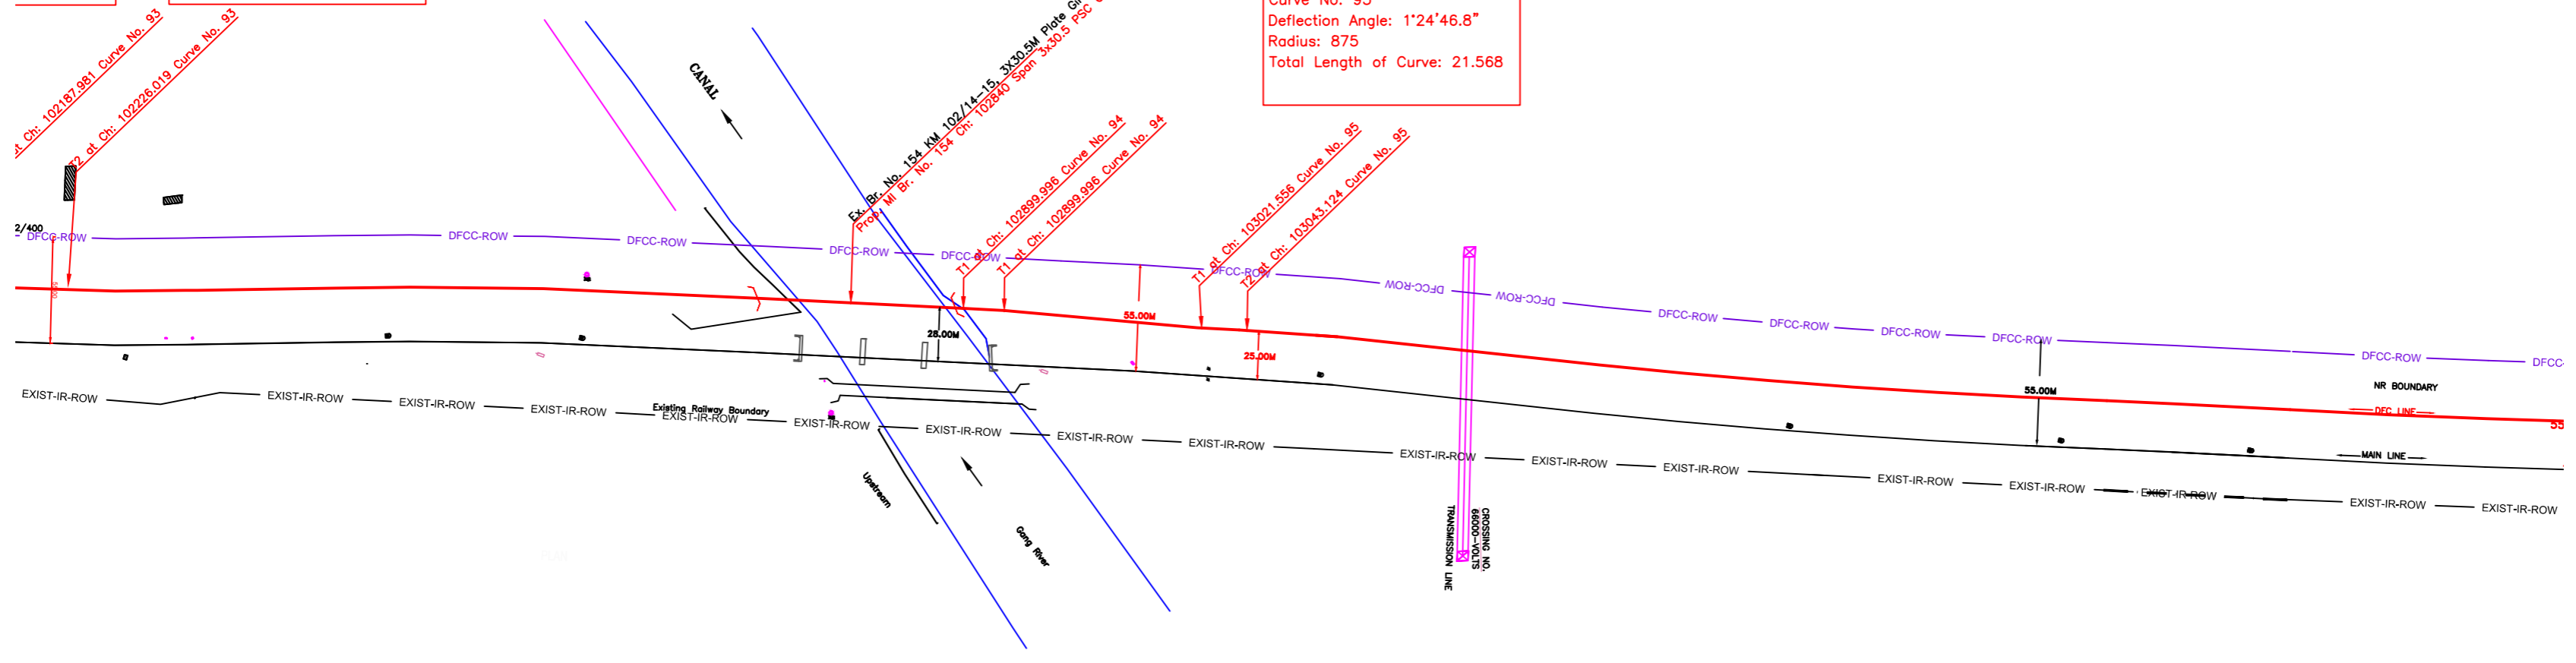 Curve No. 95
Deflection Angle: 1°24'46.8"
Radius: 875
Total Length of Curve: 21.568
at Ch: 102187.981 Curve No. 93
T2 at Ch: 102226.019 Curve No. 93
CANAL
Ex. Br. No. 154 KM 102/14-15, 3X30.5M Plate
Prop. MI Br. No. 154 Ch: 102840 Span 3x30.5 PSC
T1 at Ch: 102899.996 Curve No. 94
T1 at Ch: 102899.996 Curve No. 94
T1 at Ch: 103021.556 Curve No. 95
T2 at Ch: 103043.124 Curve No. 95
2/400
DFCC-ROW
DFCC-ROW
DFCC-ROW
DFCC-ROW
DFCC-ROW
DFCC-ROW
DFCC-ROW
DFCC-ROW
DFCC-ROW
DFCC-ROW
DFCC-ROW
DFCC-ROW
DFCC-ROW
DFCC-
28.00M
55.00M
25.00M
55.00M
NR BOUNDARY
DFC LINE
55
MAIN LINE
EXIST-IR-ROW
EXIST-IR-ROW
EXIST-IR-ROW
EXIST-IR-ROW
Existing Railway Boundary
EXIST-IR-ROW
EXIST-IR-ROW
EXIST-IR-ROW
EXIST-IR-ROW
EXIST-IR-ROW
EXIST-IR-ROW
EXIST-IR-ROW
EXIST-IR-ROW
EXIST-IR-ROW
EXIST-IR-ROW
EXIST-IR-ROW
EXIST-IR-ROW
EXIST-IR-ROW
Upstream
Gang River
CROSSING NO.
66000-VOLTS
TRANSMISSION LINE